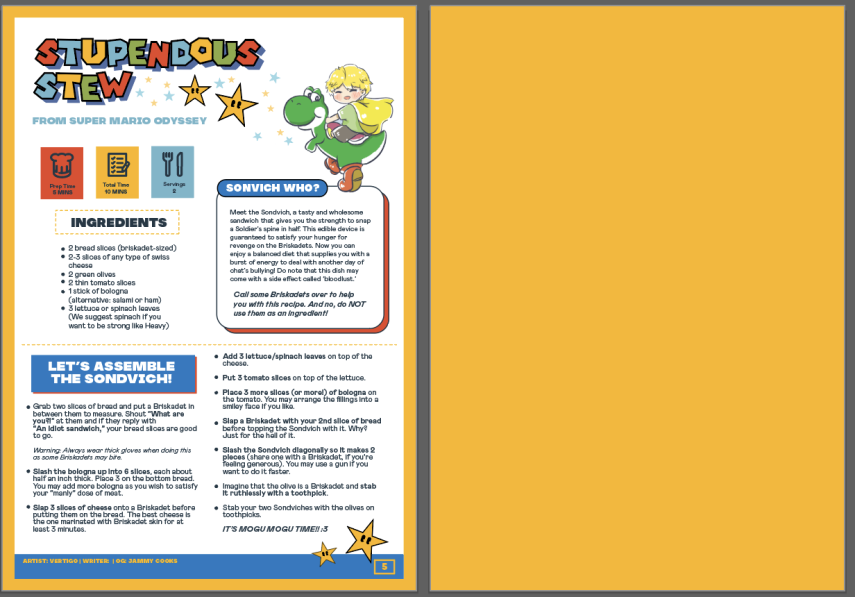 STUPENDOUS
STEW
FROM SUPER MARIO ODYSSEY
Prep Time
5 MINS
Total Time
10 MINS
Servings
2
SONVICH WHO?
Meet the Sondvich, a tasty and wholesome
sandwich that gives you the strength to snap
a Soldier's spine in half. This edible device is
guaranteed to satisfy your hunger for
revenge on the Briskadets. Now you can
enjoy a balanced diet that supplies you with a
burst of energy to deal with another day of
chat's bullying! Do note that this dish may
come with a side effect called 'bloodlust.'
Call some Briskadets over to help
you with this recipe. And no, do NOT
use them as an ingredient!
INGREDIENTS
• 2 bread slices (briskadet-sized)
• 2-3 slices of any type of swiss
cheese
• 2 green olives
• 2 thin tomato slices
• 1 stick of bologna
(alternative: salami or ham)
• 3 lettuce or spinach leaves
(We suggest spinach if you
want to be strong like Heavy)
LET'S ASSEMBLE
THE SONDVICH!
• Grab two slices of bread and put a Briskadet in
between them to measure. Shout "What are
you?!" at them and if they reply with
"An idiot sandwich," your bread slices are good
to go.
Warning: Always wear thick gloves when doing this
as some Briskadets may bite.
• Slash the bologna up into 6 slices, each about
half an inch thick. Place 3 on the bottom bread.
You may add more bologna as you wish to satisfy
your "manly" dose of meat.
• Slap 3 slices of cheese onto a Briskadet before
putting them on the bread. The best cheese is
the one marinated with Briskadet skin for at
least 3 minutes.
• Add 3 lettuce/spinach leaves on top of the
cheese.
• Put 3 tomato slices on top of the lettuce.
• Place 3 more slices (or more!) of bologna on
the tomato. You may arrange the fillings into a
smiley face if you like.
• Slap a Briskadet with your 2nd slice of bread
before topping the Sondvich with it. Why?
Just for the hell of it.
• Slash the Sondvich diagonally so it makes 2
pieces (share one with a Briskadet, if you're
feeling generous). You may use a gun if you
want to do it faster.
• Imagine that the olive is a Briskadet and stab
it ruthlessly with a toothpick.
• Stab your two Sondviches with the olives on
toothpicks.
IT'S MOGU MOGU TIME!! :3
ARTIST: VERTIGO | WRITER: | OG: JAMMY COOKS
5